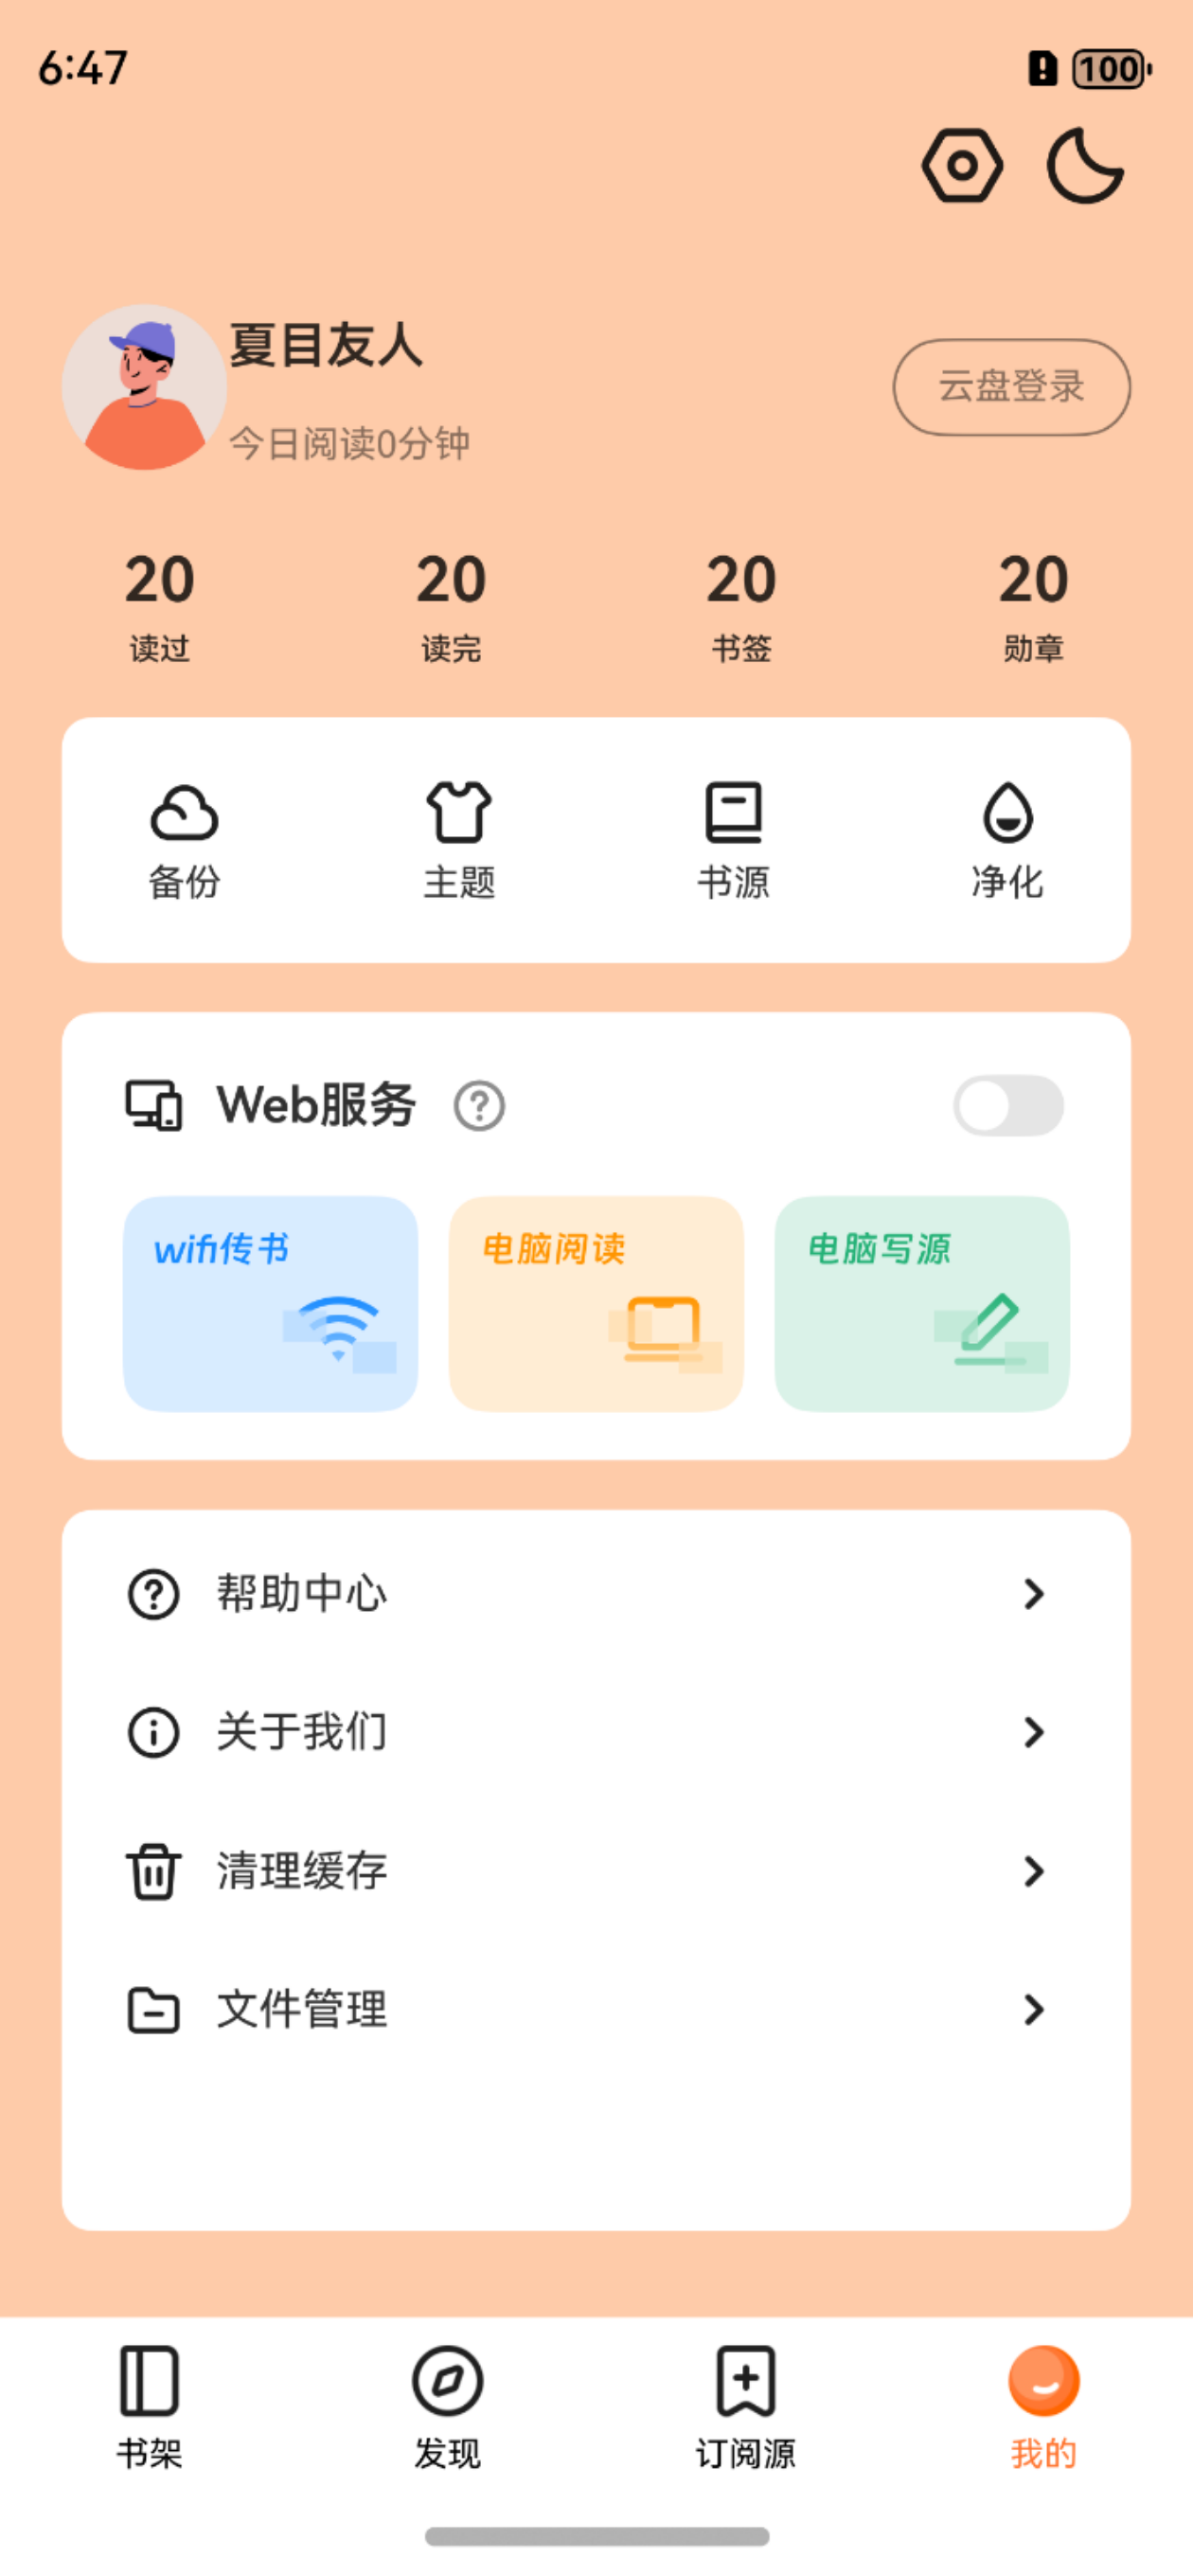 6:47
100
夏目友人
云盘登录
今日阅读0分钟
20 20 20 20
读过 读完 书签 勋章
备份 主题 书源 净化
Web服务
wifi传书 电脑阅读 电脑写源
帮助中心
关于我们
清理缓存
文件管理
书架 发现 订阅源 我的